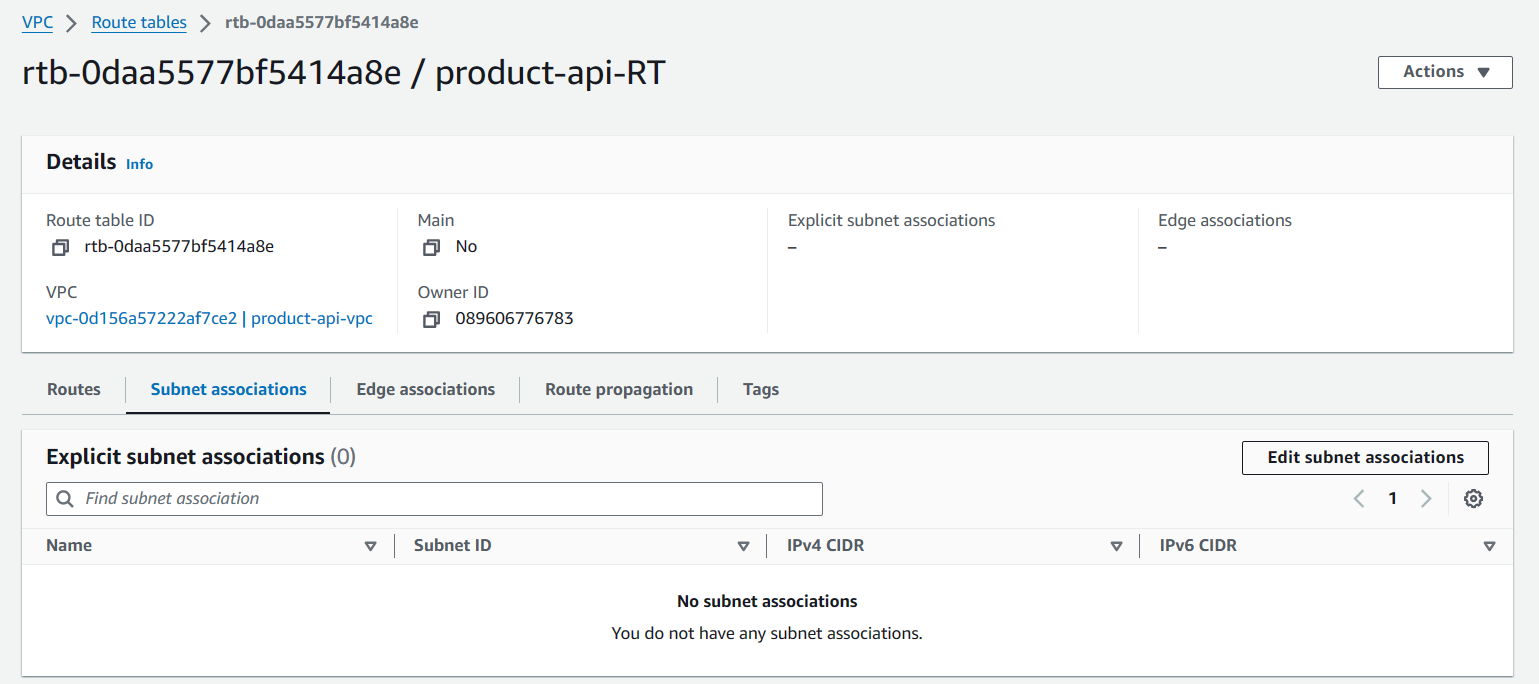 VPC > Route tables > rtb-0daa5577bf5414a8e
rtb-0daa5577bf5414a8e / product-api-RT
Actions
Details Info
Route table ID
rtb-0daa5577bf5414a8e
Main
No
Explicit subnet associations
–
Edge associations
–
VPC
vpc-0d156a57222af7ce2 | product-api-vpc
Owner ID
089606776783
Routes
Subnet associations
Edge associations
Route propagation
Tags
Explicit subnet associations (0)
Edit subnet associations
Find subnet association
1
Name
Subnet ID
IPv4 CIDR
IPv6 CIDR
No subnet associations
You do not have any subnet associations.